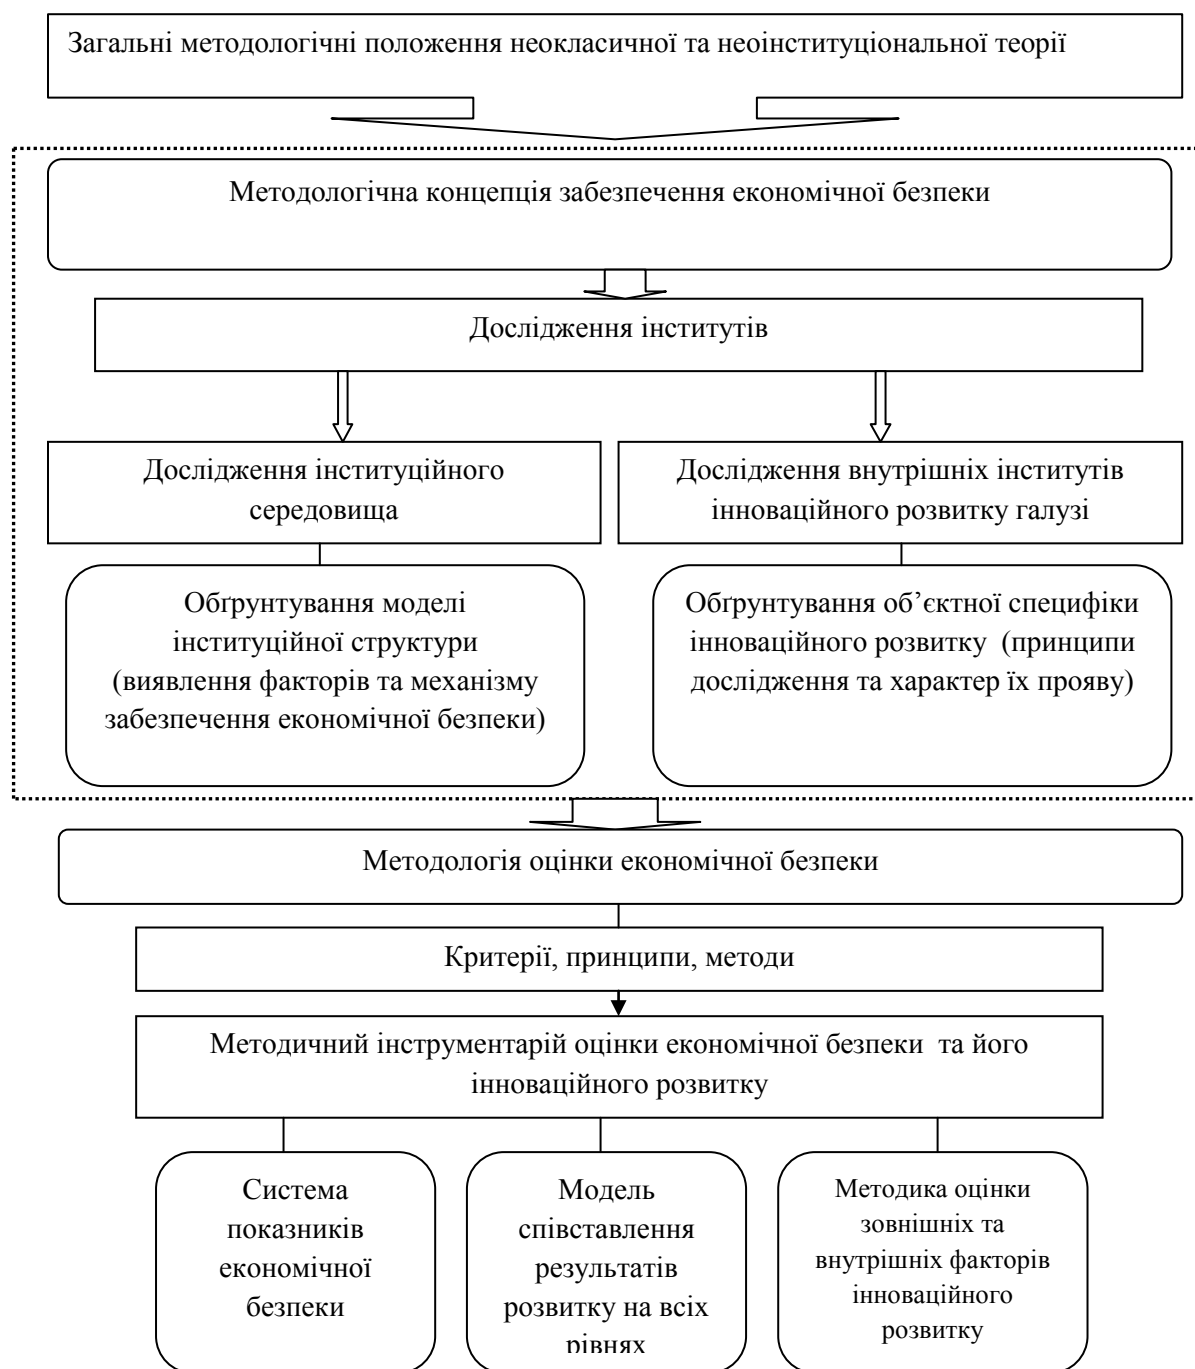 Загальні методологічні положення неокласичної та неоінституціональної теорії
Методологічна концепція забезпечення економічної безпеки
Дослідження інститутів
Дослідження інституційного
середовища
Дослідження внутрішніх інститутів
інноваційного розвитку галузі
Обґрунтування моделі
інституційної структури
(виявлення факторів та механізму
забезпечення економічної безпеки)
Обґрунтування об’єктної специфіки
інноваційного розвитку (принципи
дослідження та характер їх прояву)
Методологія оцінки економічної безпеки
Критерії, принципи, методи
Методичний інструментарій оцінки економічної безпеки та його
інноваційного розвитку
Система
показників
економічної
безпеки
Модель
співставлення
результатів
розвитку на всіх
рівнях
Методика оцінки
зовнішніх та
внутрішніх факторів
інноваційного
розвитку